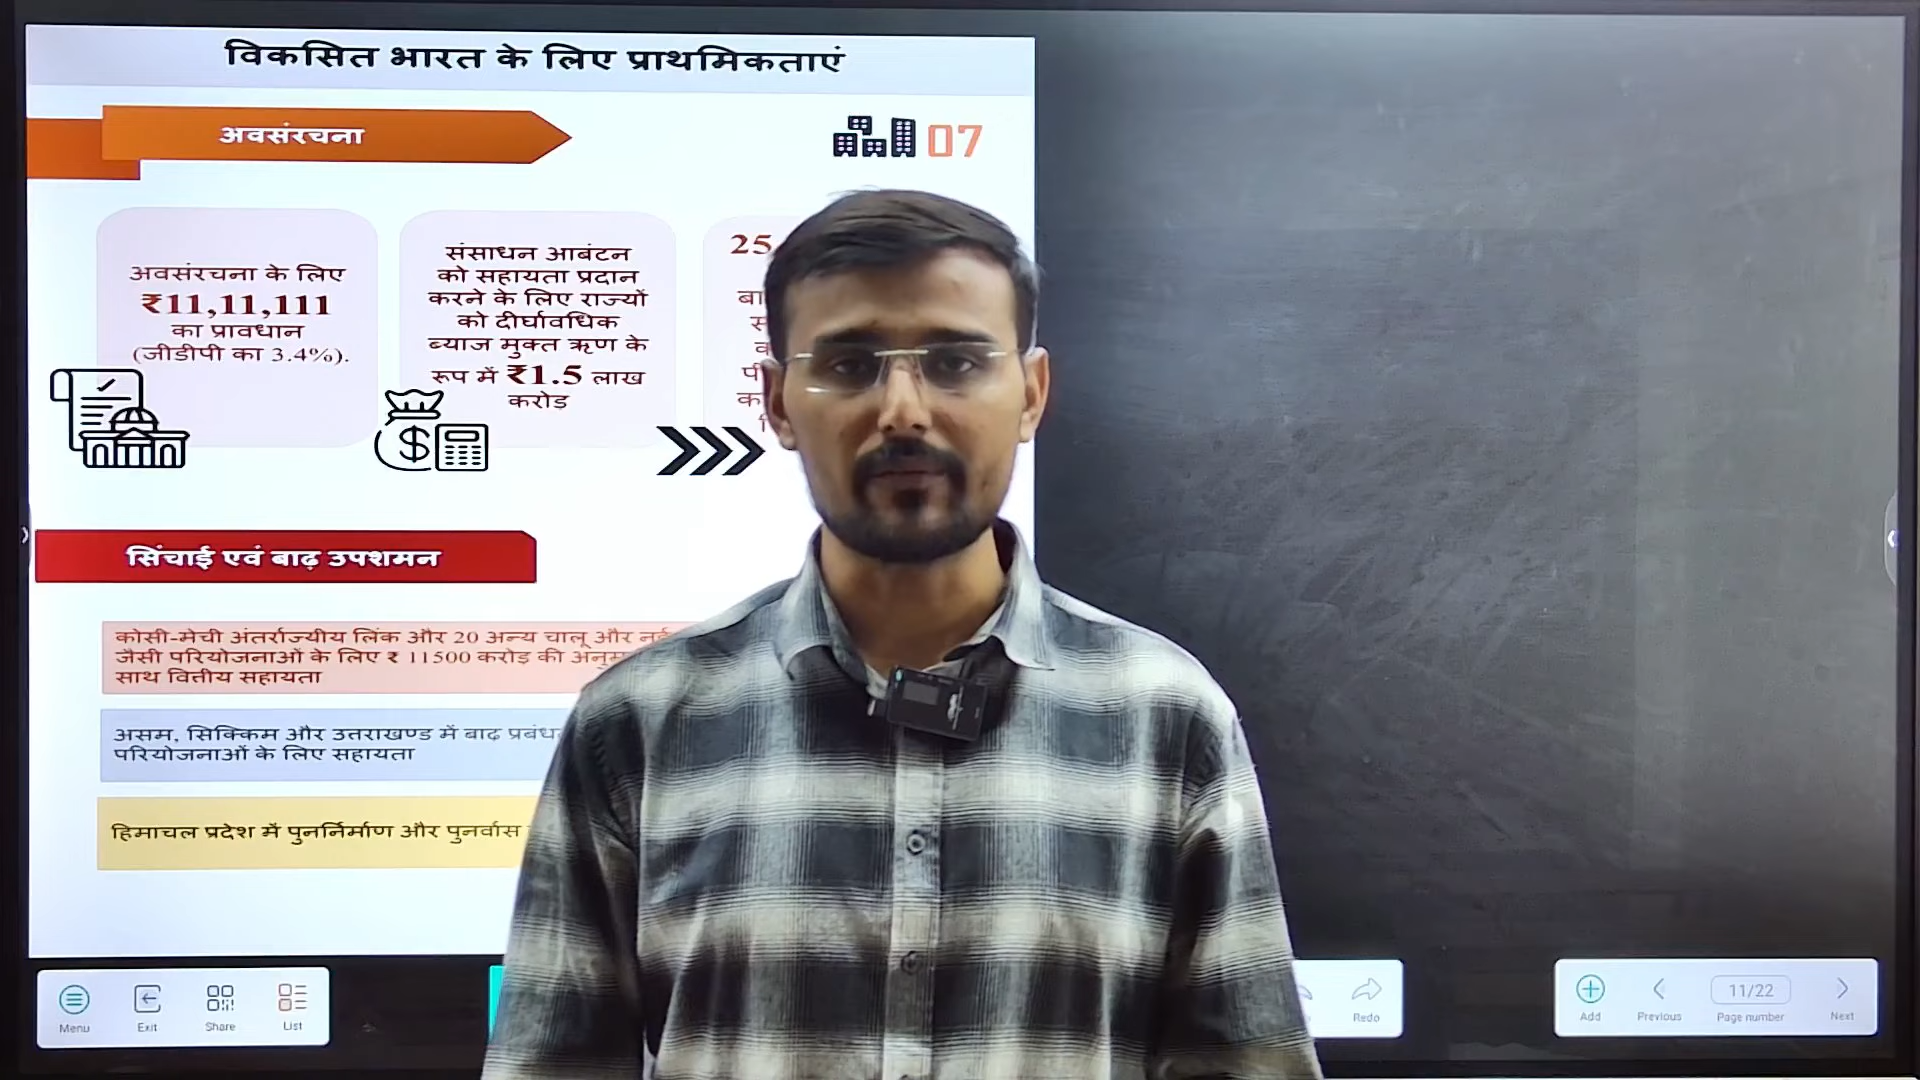 विकसित भारत के लिए प्राथमिकताएं
अवसंरचना
07
अवसंरचना के लिए
₹11,11,111
का प्रावधान
(जीडीपी का 3.4%).
संसाधन आबंटन
को सहायता प्रदान
करने के लिए राज्यों
को दीर्घावधिक
ब्याज मुक्त ऋण के
रूप में ₹1.5 लाख
करोड़
25
सिंचाई एवं बाढ़ उपशमन
कोसी-मेची अंतर्राज्यीय लिंक और 20 अन्य चालू और
जैसी परियोजनाओं के लिए ₹ 11500 करोड़ की
साथ वित्तीय सहायता
असम, सिक्किम और उत्तराखण्ड में बाढ़
परियोजनाओं के लिए सहायता
हिमाचल प्रदेश में पुनर्निर्माण और पुनर्वास
Menu
Exit
Share
List
Redo
Add
Previous
11/22
Page number
Next